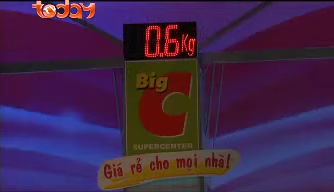 today
0.6 Kg
Big
C
SUPERCENTER
Giá rẻ cho mọi nhà!